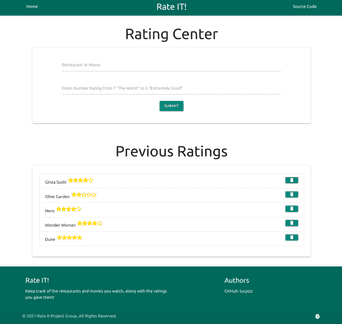 Home
Rate IT!
Source Code
Rating Center
Restaurant or Movie
Enter Number Rating from 1 "The Worst" to 5 "Extremely Good"
SUBMIT
Previous Ratings
Ginza Sushi
Olive Garden
Hero
Wonder Woman
Dune
Rate IT!
Authors
Keep track of the restaurants and movies you watch, along with the ratings
you gave them!
GitHub:
© 2021 Rate It Project Group, All Rights Reserved.